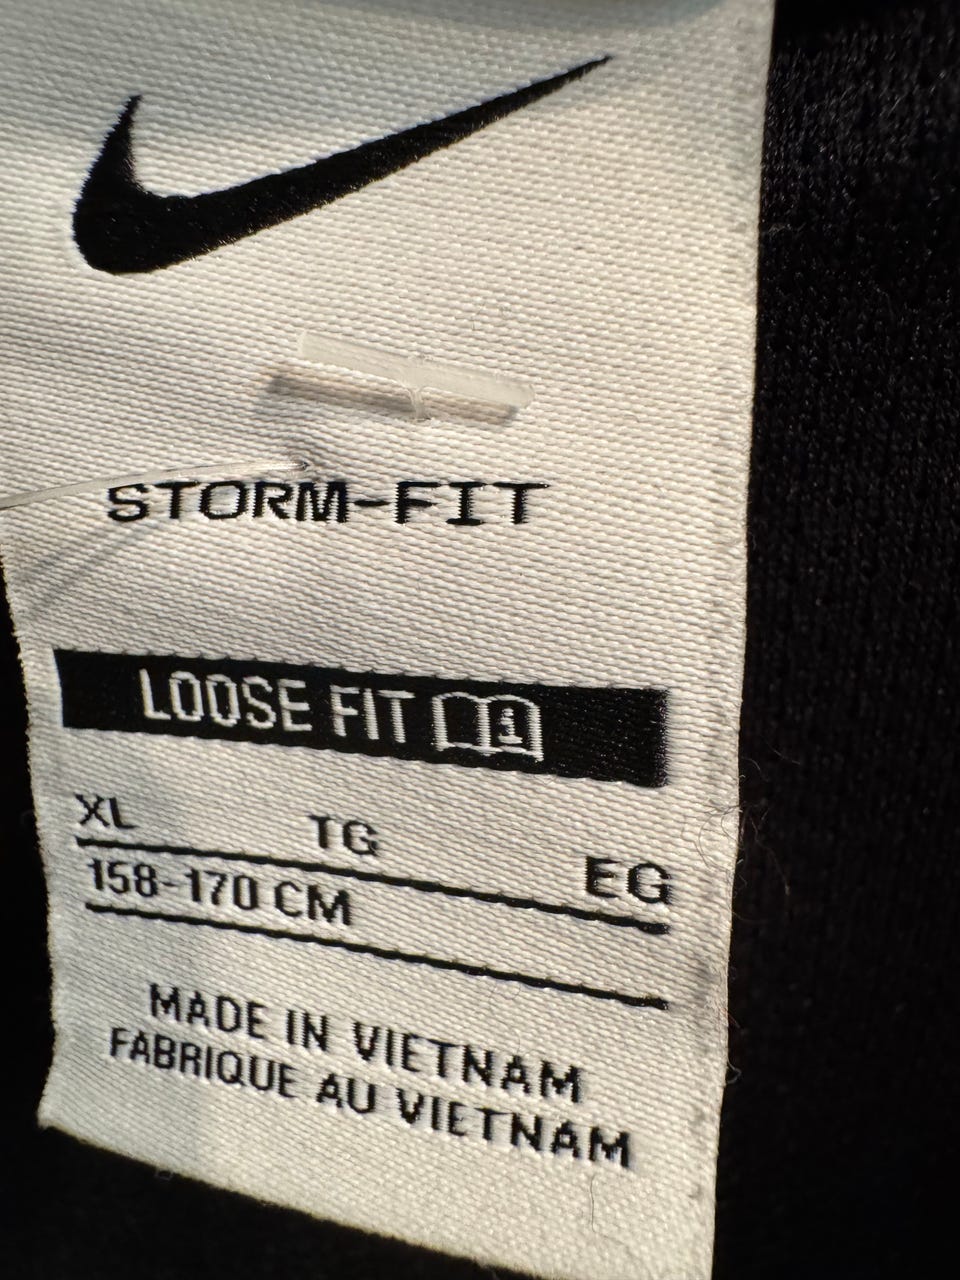 STORM-FIT
LOOSE FIT i
XL TG EG
158-170 CM
MADE IN VIETNAM
FABRIQUE AU VIETNAM